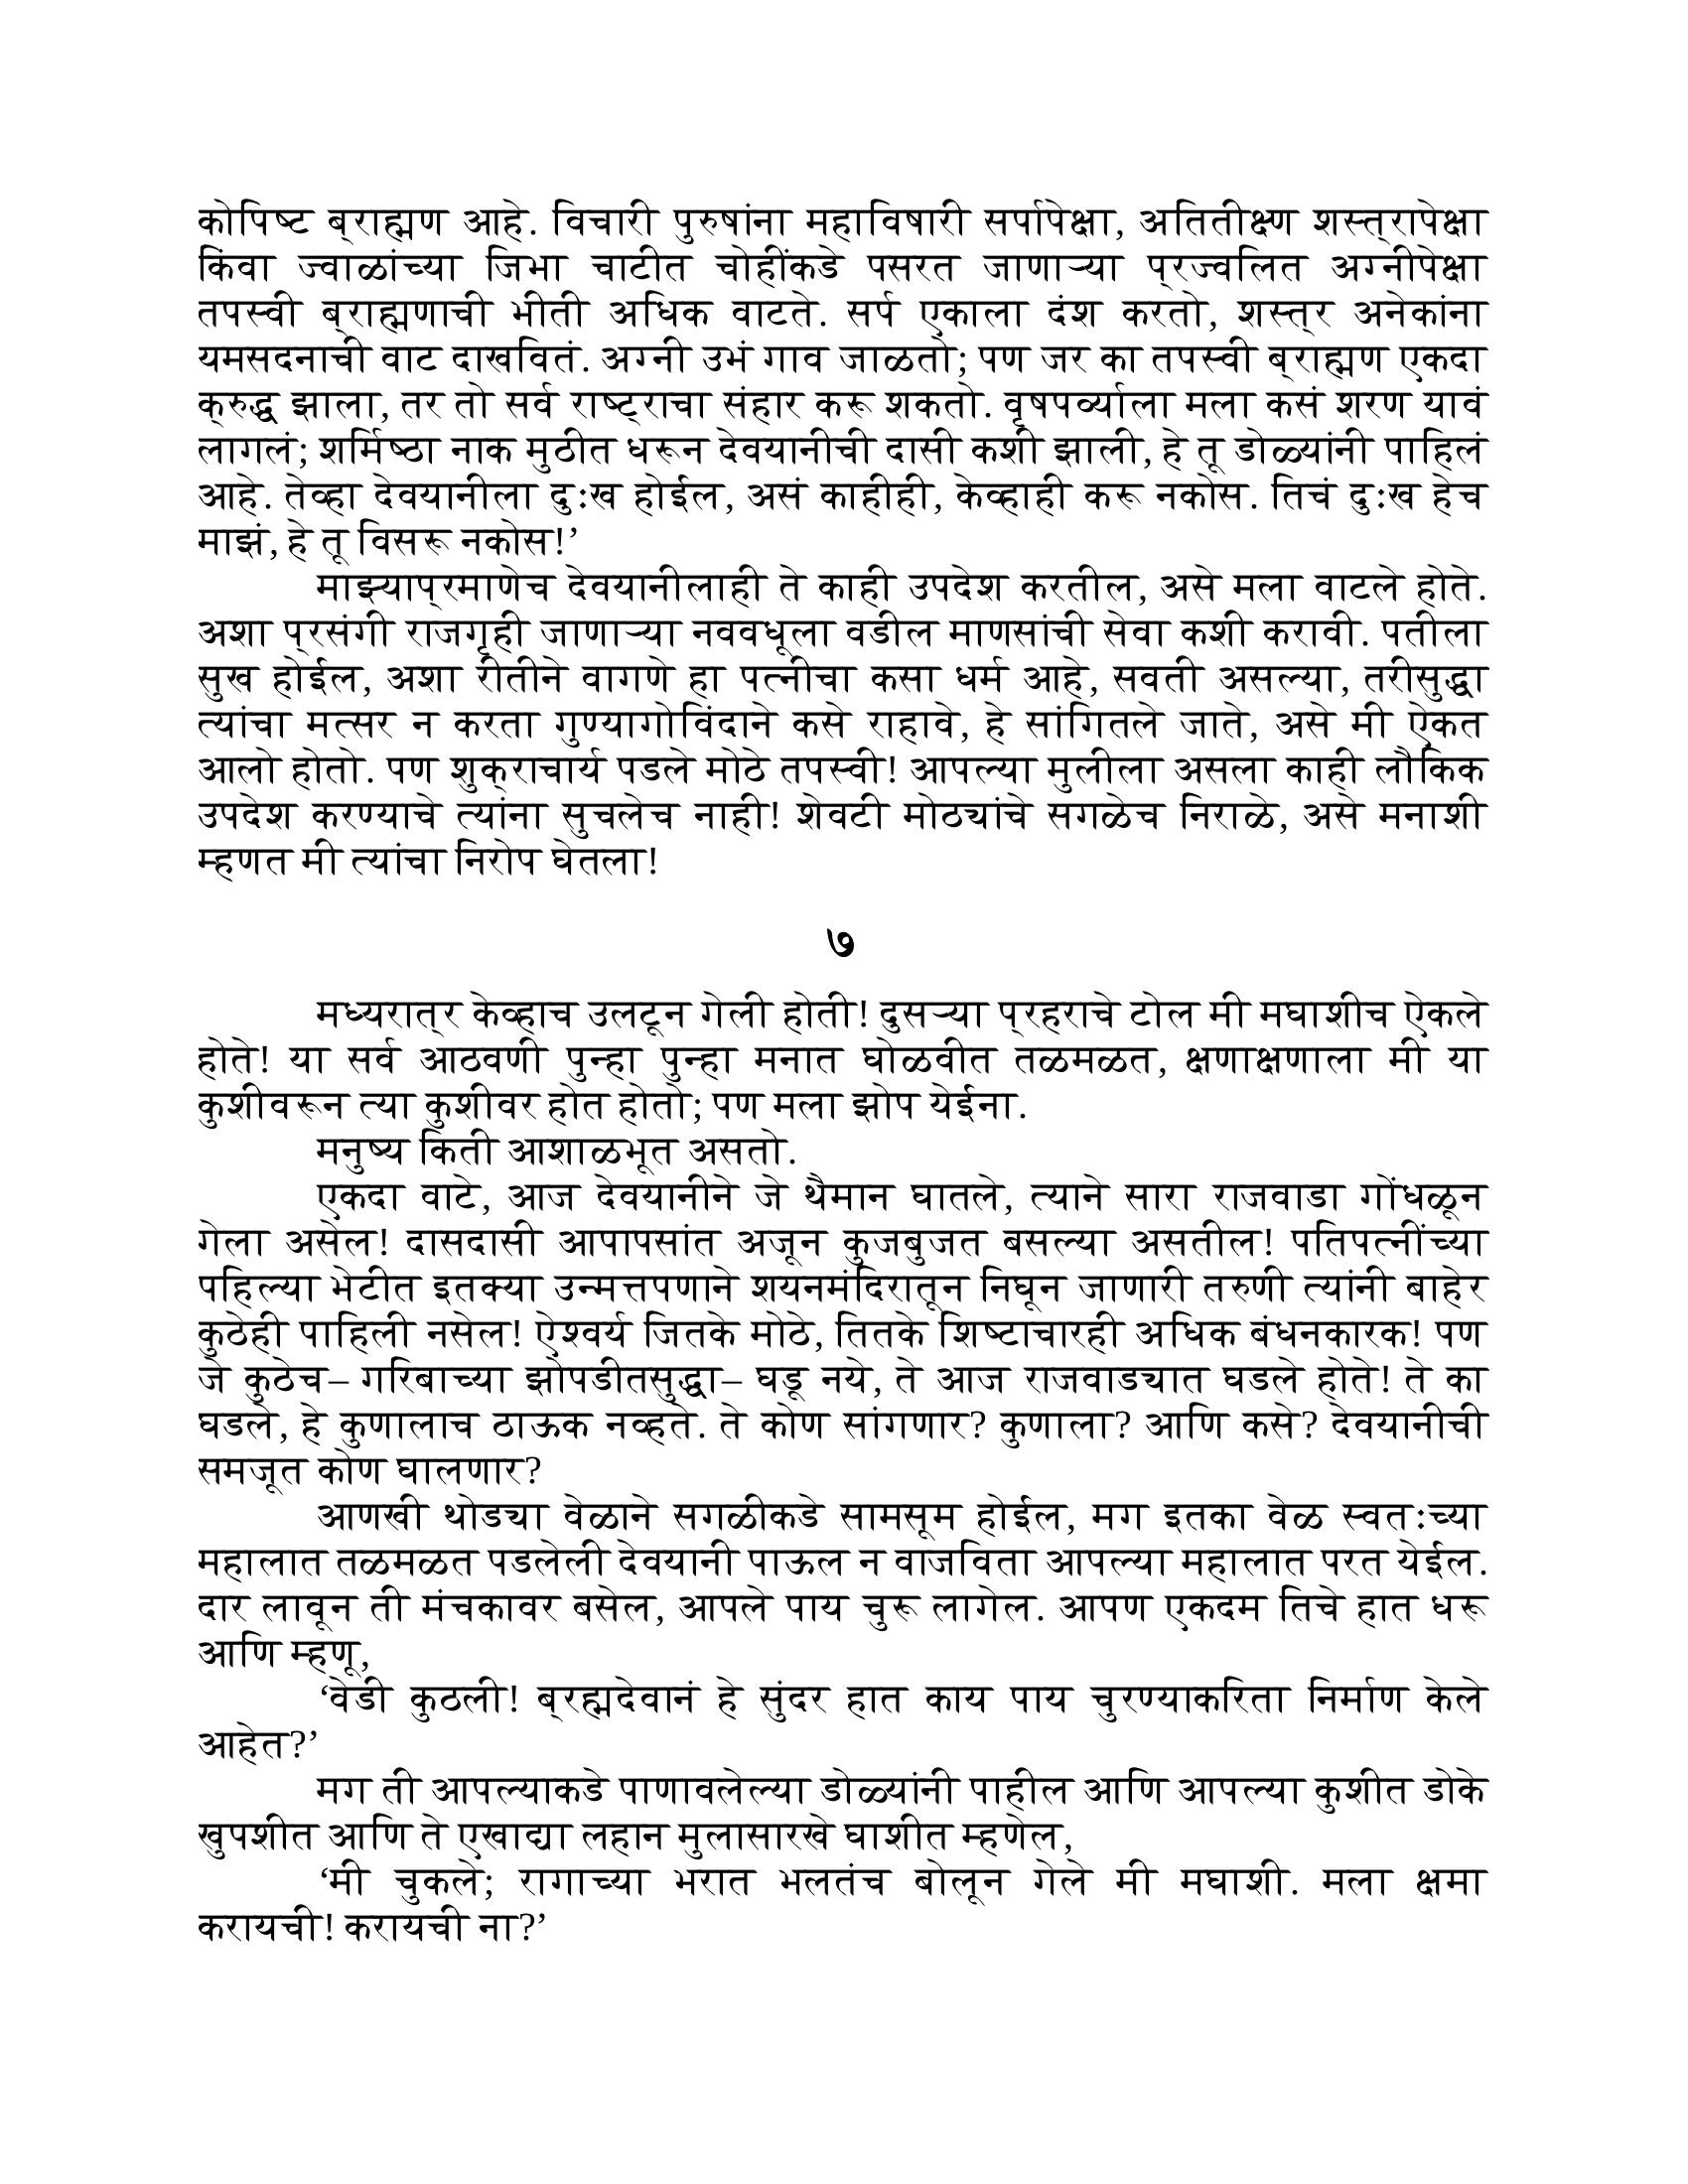 कोपिष्ट ब्राह्मण आहे. विचारी पुरुषांना महाविषारी सर्पापेक्षा, अतितीक्ष्ण शस्त्रापेक्षा
किंवा ज्वाळांच्या जिभा चाटीत चोहींकडे पसरत जाणाऱ्या प्रज्वलित अग्नीपेक्षा
तपस्वी ब्राह्मणाची भीती अधिक वाटते. सर्प एकाला दंश करतो, शस्त्र अनेकांना
यमसदनाची वाट दाखवितं. अग्नी उभं गाव जाळतो; पण जर का तपस्वी ब्राह्मण एकदा
क्रुद्ध झाला, तर तो सर्व राष्ट्राचा संहार करू शकतो. वृषपर्व्याला मला कसं शरण यावं
लागलं; शर्मिष्ठा नाक मुठीत धरून देवयानीची दासी कशी झाली, हे तू डोळ्यांनी पाहिलं
आहे. तेव्हा देवयानीला दुःख होईल, असं काहीही, केव्हाही करू नकोस. तिचं दुःख हेच
माझं, हे तू विसरू नकोस!’
माझ्याप्रमाणेच देवयानीलाही ते काही उपदेश करतील, असे मला वाटले होते.
अशा प्रसंगी राजगृही जाणाऱ्या नववधूला वडील माणसांची सेवा कशी करावी. पतीला
सुख होईल, अशा रीतीने वागणे हा पत्नीचा कसा धर्म आहे, सवती असल्या, तरीसुद्धा
त्यांचा मत्सर न करता गुण्यागोविंदाने कसे राहावे, हे सांगितले जाते, असे मी ऐकत
आलो होतो. पण शुक्राचार्य पडले मोठे तपस्वी! आपल्या मुलीला असला काही लौकिक
उपदेश करण्याचे त्यांना सुचलेच नाही! शेवटी मोठ्यांचे सगळेच निराळे, असे मनाशी
म्हणत मी त्यांचा निरोप घेतला!
७
मध्यरात्र केव्हाच उलटून गेली होती! दुसऱ्या प्रहराचे टोल मी मघाशीच ऐकले
होते! या सर्व आठवणी पुन्हा पुन्हा मनात घोळवीत तळमळत, क्षणाक्षणाला मी या
कुशीवरून त्या कुशीवर होत होतो; पण मला झोप येईना.
मनुष्य किती आशाळभूत असतो.
एकदा वाटे, आज देवयानीने जे थैमान घातले, त्याने सारा राजवाडा गोंधळून
गेला असेल! दासदासी आपापसांत अजून कुजबुजत बसल्या असतील! पतिपत्नींच्या
पहिल्या भेटीत इतक्या उन्मत्तपणाने शयनमंदिरातून निघून जाणारी तरुणी त्यांनी बाहेर
कुठेही पाहिली नसेल! ऐश्वर्य जितके मोठे, तितके शिष्टाचारही अधिक बंधनकारक! पण
जे कुठेच– गरिबाच्या झोपडीतसुद्धा– घडू नये, ते आज राजवाड्यात घडले होते! ते का
घडले, हे कुणालाच ठाऊक नव्हते. ते कोण सांगणार? कुणाला? आणि कसे? देवयानीची
समजूत कोण घालणार?
आणखी थोड्या वेळाने सगळीकडे सामसूम होईल, मग इतका वेळ स्वतःच्या
महालात तळमळत पडलेली देवयानी पाऊल न वाजविता आपल्या महालात परत येईल.
दार लावून ती मंचकावर बसेल, आपले पाय चुरू लागेल. आपण एकदम तिचे हात धरू
आणि म्हणू,
‘वेडी कुठली! ब्रह्मदेवानं हे सुंदर हात काय पाय चुरण्याकरिता निर्माण केले
आहेत?’
मग ती आपल्याकडे पाणावलेल्या डोळ्यांनी पाहील आणि आपल्या कुशीत डोके
खुपशीत आणि ते एखाद्या लहान मुलासारखे घाशीत म्हणेल,
‘मी चुकले; रागाच्या भरात भलतंच बोलून गेले मी मघाशी. मला क्षमा
करायची! करायची ना?’